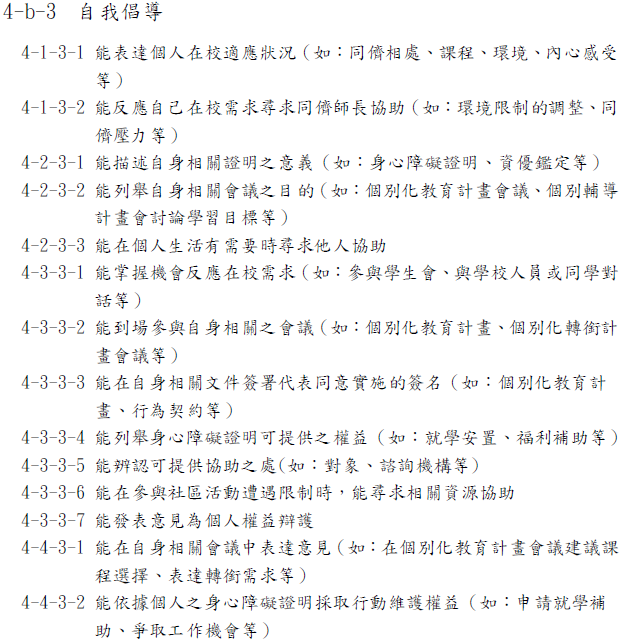 4-b-3 自我倡導
4-1-3-1 能表達個人在校適應狀況（如：同儕相處、課程、環境、內心感受
等）
4-1-3-2 能反應自己在校需求尋求同儕師長協助（如：環境限制的調整、同
儕壓力等）
4-2-3-1 能描述自身相關證明之意義（如：身心障礙證明、資優鑑定等）
4-2-3-2 能列舉自身相關會議之目的（如：個別化教育計畫會議、個別輔導
計畫會討論學習目標等）
4-2-3-3 能在個人生活有需要時尋求他人協助
4-3-3-1 能掌握機會反應在校需求（如：參與學生會、與學校人員或同學對
話等）
4-3-3-2 能到場參與自身相關之會議（如：個別化教育計畫、個別化轉銜計
畫會議等）
4-3-3-3 能在自身相關文件簽署代表同意實施的簽名（如：個別化教育計
畫、行為契約等）
4-3-3-4 能列舉身心障礙證明可提供之權益（如：就學安置、福利補助等）
4-3-3-5 能辨認可提供協助之處(如：對象、諮詢機構等）
4-3-3-6 能在參與社區活動遭遇限制時，能尋求相關資源協助
4-3-3-7 能發表意見為個人權益辯護
4-4-3-1 能在自身相關會議中表達意見（如：在個別化教育計畫會議建議課
程選擇、表達轉銜需求等）
4-4-3-2 能依據個人之身心障礙證明採取行動維護權益（如：申請就學補
助、爭取工作機會等）